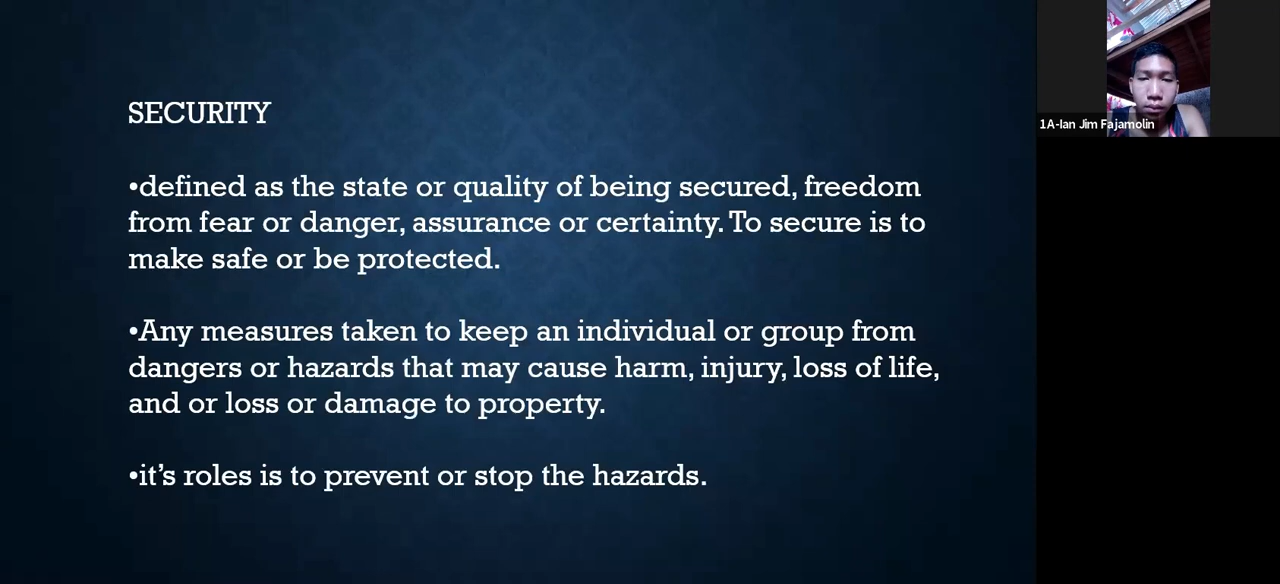 SECURITY
•defined as the state or quality of being secured, freedom
from fear or danger, assurance or certainty. To secure is to
make safe or be protected.
•Any measures taken to keep an individual or group from
dangers or hazards that may cause harm, injury, loss of life,
and or loss or damage to property.
•it’s roles is to prevent or stop the hazards.
1A-Ian Jim Fajamolin